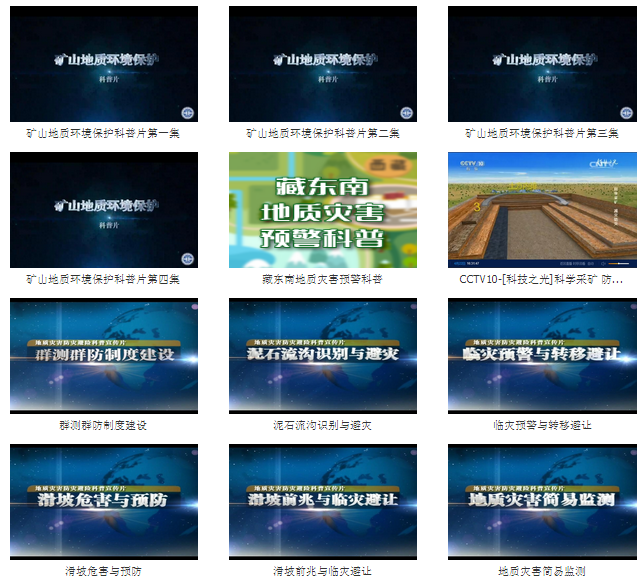 矿山地质环境保护
科普片
矿山地质环境保护
科普片
矿山地质环境保护
科普片
矿山地质环境保护科普片第一集
矿山地质环境保护科普片第二集
矿山地质环境保护科普片第三集
矿山地质环境保护
科普片
西藏
藏东南
地质灾害
预警科普
CCTV 10
3
矿山地质环境保护科普片第四集
藏东南地质灾害预警科普
CCTV10-[科技之光]科学采矿 防...
地质灾害防灾避险科普宣传片
群测群防制度建设
地质灾害防灾避险科普宣传片
泥石流沟识别与避灾
地质灾害防灾避险科普宣传片
临灾预警与转移避让
群测群防制度建设
泥石流沟识别与避灾
临灾预警与转移避让
地质灾害防灾避险科普宣传片
滑坡危害与预防
地质灾害防灾避险科普宣传片
滑坡前兆与临灾避让
地质灾害防灾避险科普宣传片
地质灾害简易监测
滑坡危害与预防
滑坡前兆与临灾避让
地质灾害简易监测